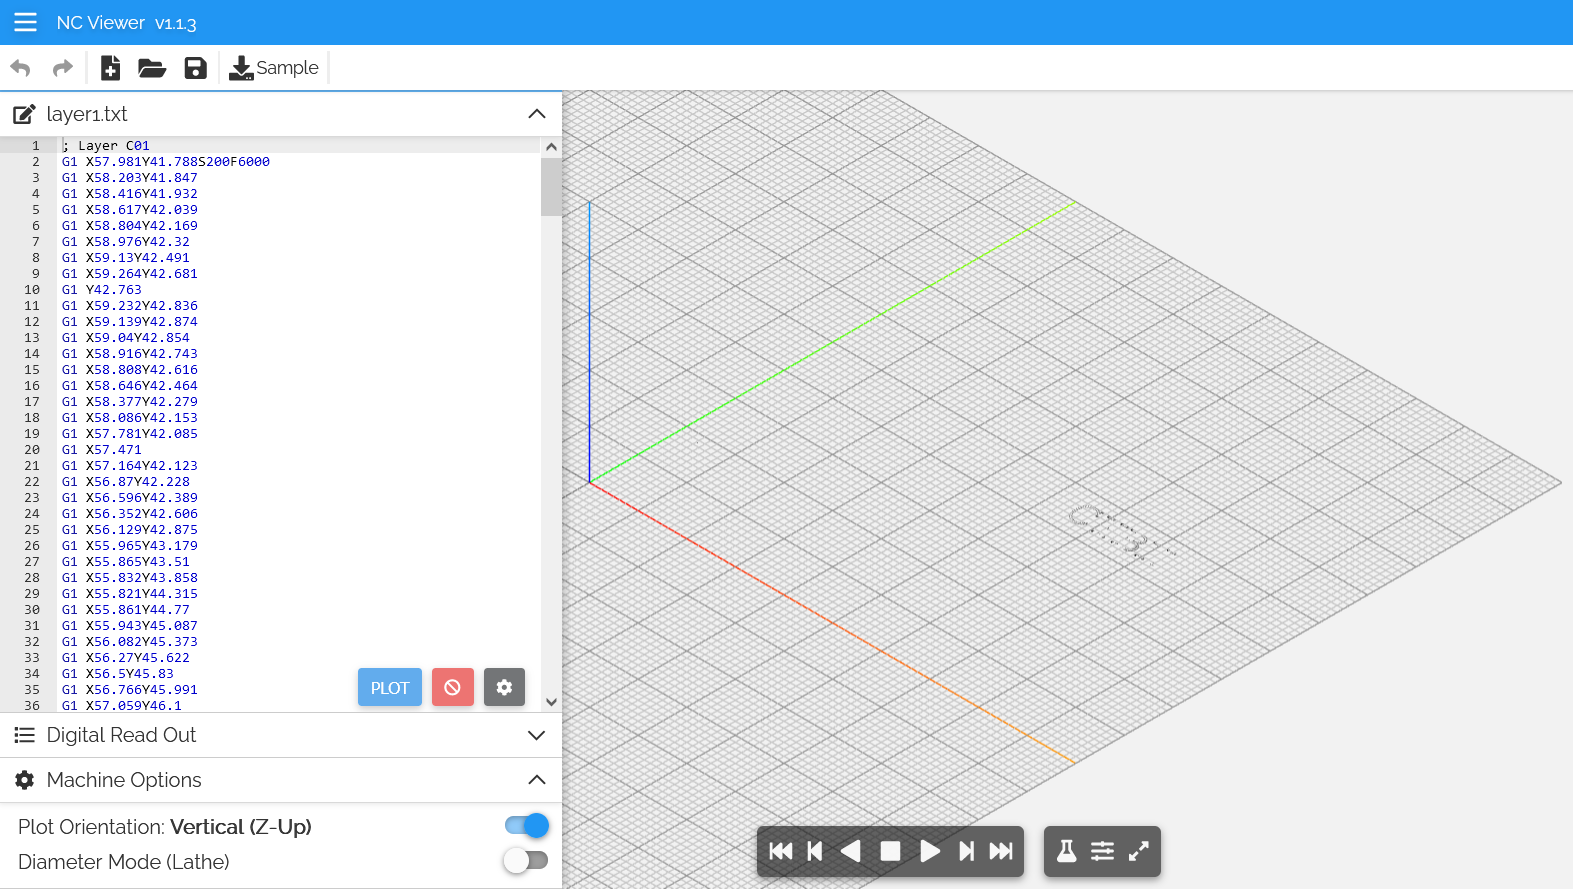 NC Viewer v1.1.3
Sample
layer1.txt
1 ; Layer C01
2 G1 X57.981Y41.788S200F6000
3 G1 X58.203Y41.847
4 G1 X58.416Y41.932
5 G1 X58.617Y42.039
6 G1 X58.804Y42.169
7 G1 X58.976Y42.32
8 G1 X59.13Y42.491
9 G1 X59.264Y42.681
10 G1 Y42.763
11 G1 X59.232Y42.836
12 G1 X59.139Y42.874
13 G1 X59.04Y42.854
14 G1 X58.916Y42.743
15 G1 X58.808Y42.616
16 G1 X58.646Y42.464
17 G1 X58.377Y42.279
18 G1 X58.086Y42.153
19 G1 X57.781Y42.085
20 G1 X57.471
21 G1 X57.164Y42.123
22 G1 X56.87Y42.228
23 G1 X56.596Y42.389
24 G1 X56.352Y42.606
25 G1 X56.129Y42.875
26 G1 X55.965Y43.179
27 G1 X55.865Y43.51
28 G1 X55.832Y43.858
29 G1 X55.821Y44.315
30 G1 X55.861Y44.77
31 G1 X55.943Y45.087
32 G1 X56.082Y45.373
33 G1 X56.27Y45.622
34 G1 X56.5Y45.83
35 G1 X56.766Y45.991
36 G1 X57.059Y46.1
PLOT
Digital Read Out
Machine Options
Plot Orientation: Vertical (Z-Up)
Diameter Mode (Lathe)